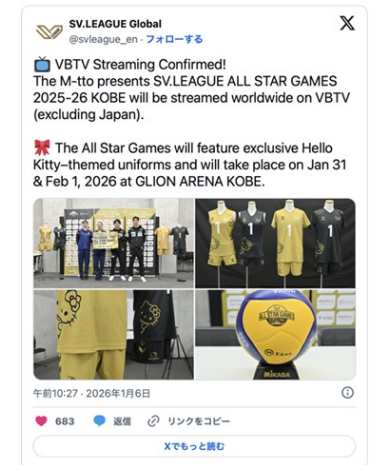 SV.LEAGUE Global
@svleague_en · フォローする
X
📺 VBTV Streaming Confirmed!
The M-tto presents SV.LEAGUE ALL STAR GAMES
2025-26 KOBE will be streamed worldwide on VBTV
(excluding Japan).
🎀 The All Star Games will feature exclusive Hello
Kitty–themed uniforms and will take place on Jan 31
& Feb 1, 2026 at GLION ARENA KOBE.
1
1
1
1
ALL STAR GAMES
MIKASA
午前10:27 · 2026年1月6日
683 返信 リンクをコピー
Xでもっと読む